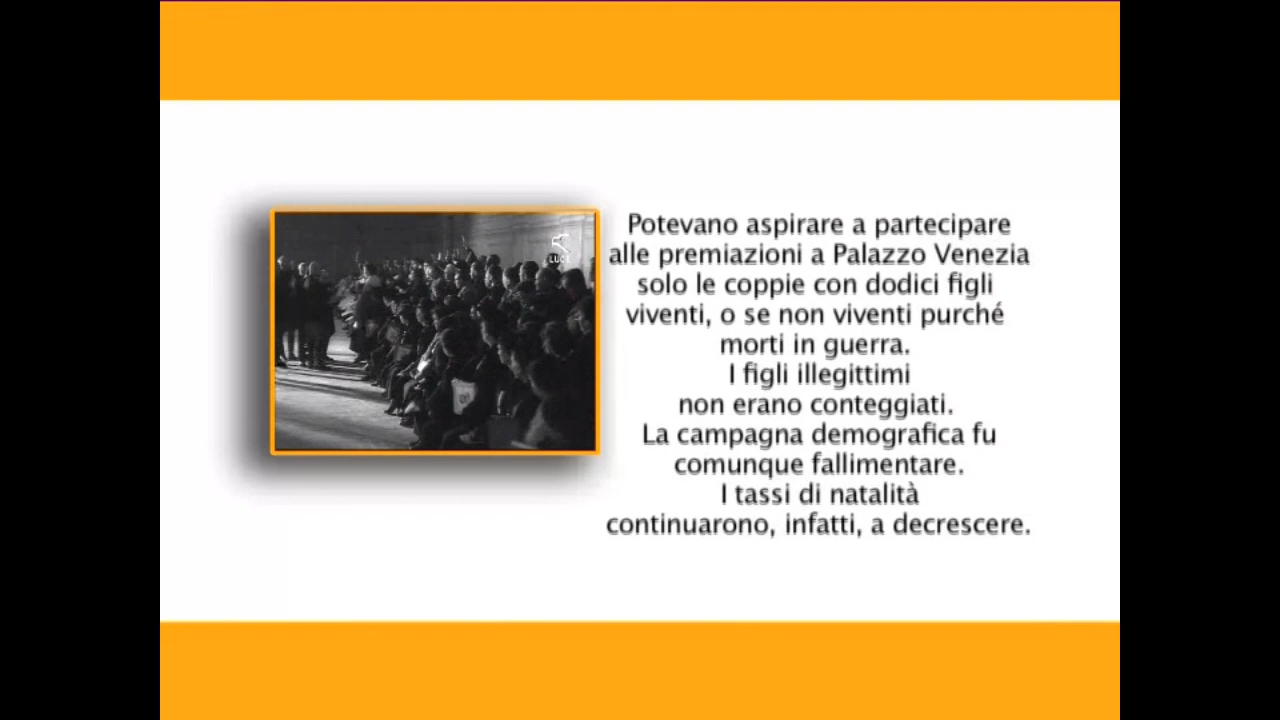 LUCE
Potevano aspirare a partecipare
alle premiazioni a Palazzo Venezia
solo le coppie con dodici figli
viventi, o se non viventi purché
morti in guerra.
I figli illegittimi
non erano conteggiati.
La campagna demografica fu
comunque fallimentare.
I tassi di natalità
continuarono, infatti, a decrescere.